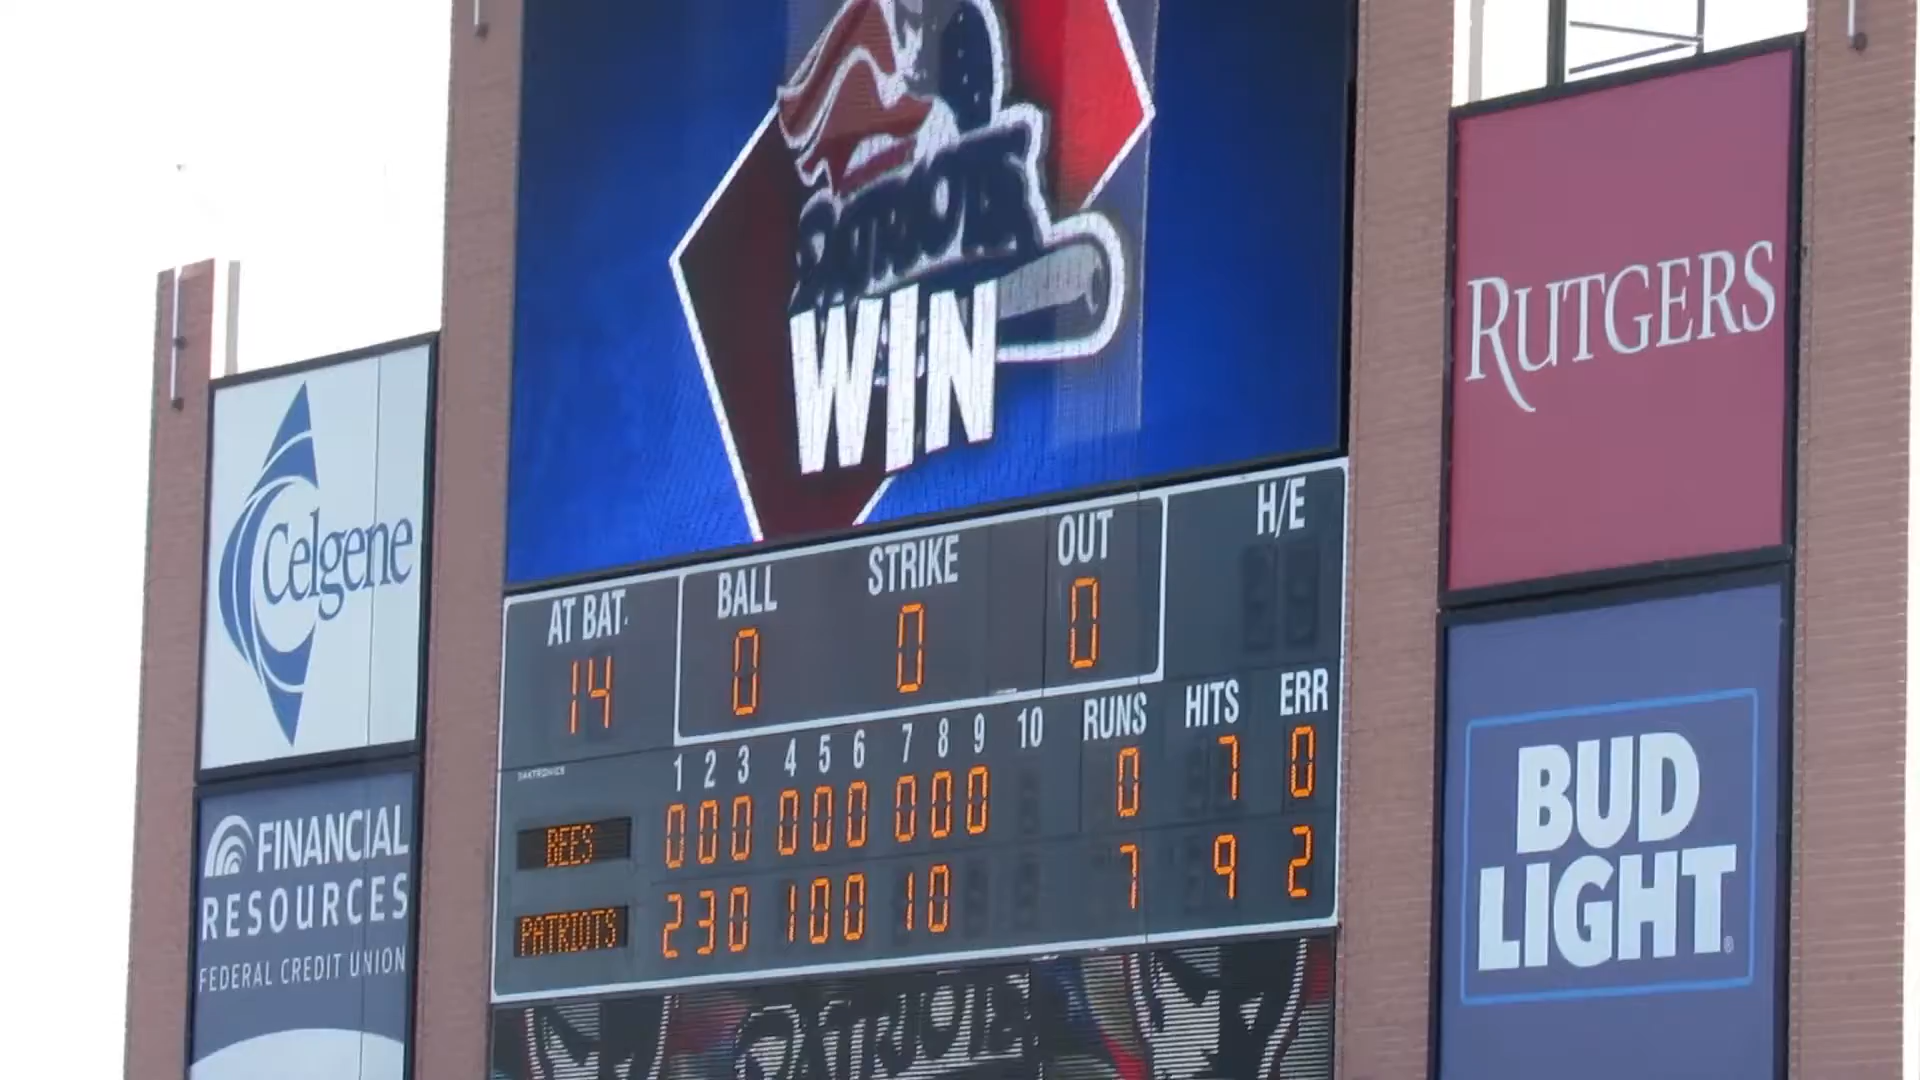 PATRIOTS
WIN
RUTGERS
Celgene
AT BAT BALL STRIKE OUT H/E
14 0 0 0
1 2 3 4 5 6 7 8 9 10 RUNS HITS ERR
DAKTRONICS
BEES 0 0 0 0 0 0 0 0 0 0 7 0
PATRIOTS 2 3 0 1 0 0 1 0 7 9 2
FINANCIAL
RESOURCES
FEDERAL CREDIT UNION
BUD
LIGHT®